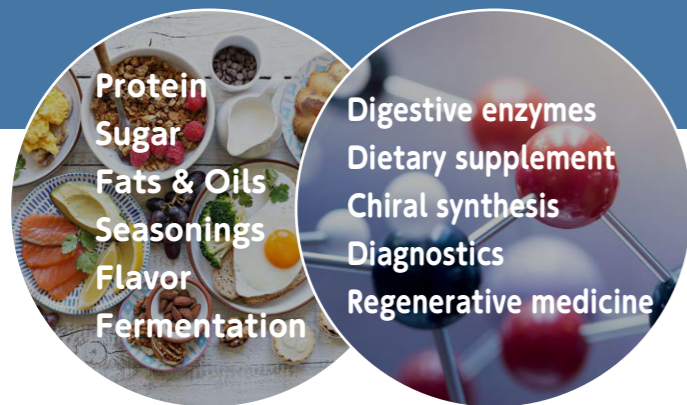 Protein
Sugar
Fats & Oils
Seasonings
Flavor
Fermentation
Digestive enzymes
Dietary supplement
Chiral synthesis
Diagnostics
Regenerative medicine